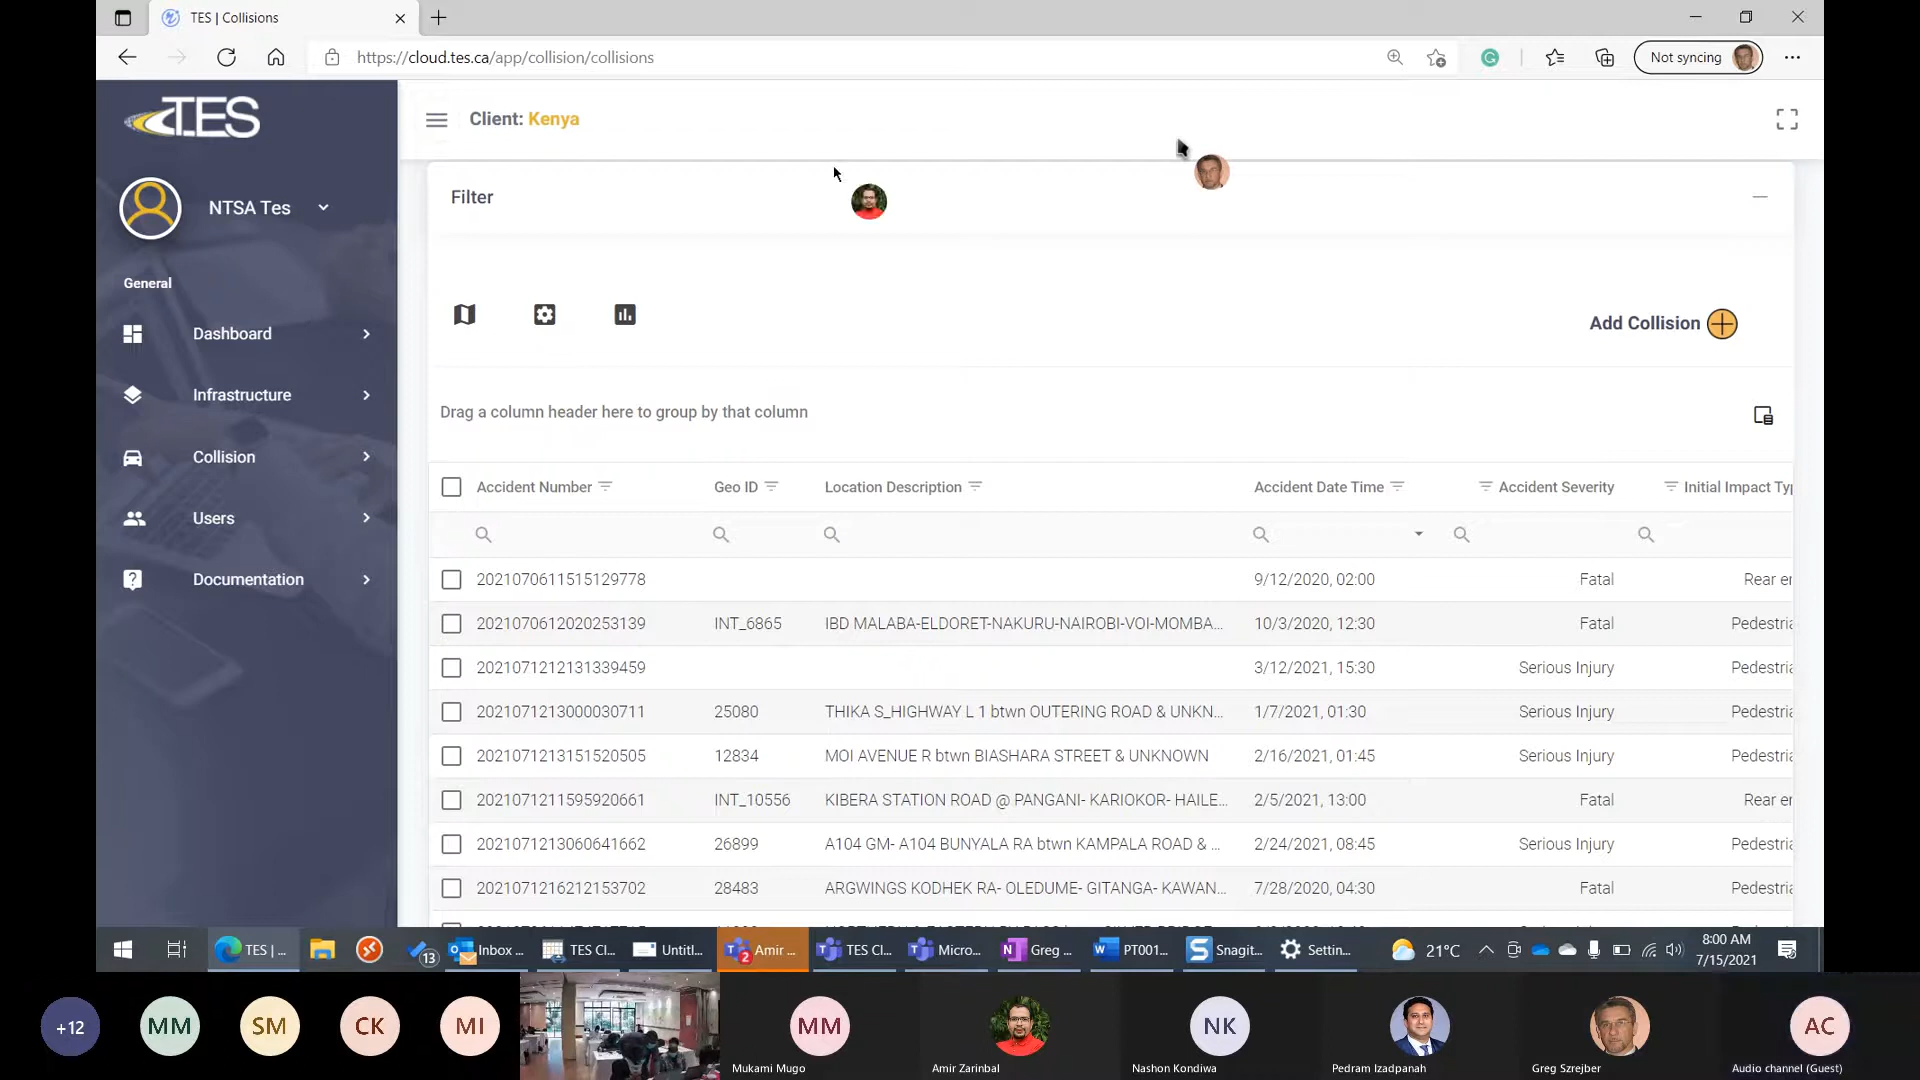 TES | Collisions
https://cloud.tes.ca/app/collision/collisions
Not syncing
TES
Client: Kenya
NTSA Tes
Filter
General
Dashboard
Infrastructure
Collision
Users
Documentation
Add Collision
Drag a column header here to group by that column
Accident Number Geo ID Location Description Accident Date Time Accident Severity Initial Impact Typ
2021070611515129778 9/12/2020, 02:00 Fatal Rear er
2021070612020253139 INT_6865 IBD MALABA-ELDORET-NAKURU-NAIROBI-VOI-MOMBA... 10/3/2020, 12:30 Fatal Pedestria
2021071212131339459 3/12/2021, 15:30 Serious Injury Pedestria
2021071213000030711 25080 THIKA S_HIGHWAY L 1 btwn OUTERING ROAD & UNKN... 1/7/2021, 01:30 Serious Injury Pedestria
2021071213151520505 12834 MOI AVENUE R btwn BIASHARA STREET & UNKNOWN 2/16/2021, 01:45 Serious Injury Pedestria
2021071211595920661 INT_10556 KIBERA STATION ROAD @ PANGANI- KARIOKOR- HAILE... 2/5/2021, 13:00 Fatal Rear er
2021071213060641662 26899 A104 GM- A104 BUNYALA RA btwn KAMPALA ROAD & ... 2/24/2021, 08:45 Serious Injury Pedestria
2021071216212153702 28483 ARGWINGS KODHEK RA- OLEDUME- GITANGA- KAWAN... 7/28/2020, 04:30 Fatal Pedestria
TES | ... 13 Inbox ... TES Cl... Untitl... 2 Amir ... TES Cl... Micro... Greg ... PT001... Snagit... Settin... 21°C 8:00 AM
7/15/2021
+12 MM SM CK MI MM NK AC
Mukami Mugo Amir Zarinbal Nashon Kondiwa Pedram Izadpanah Greg Szrejber Audio channel (Guest)